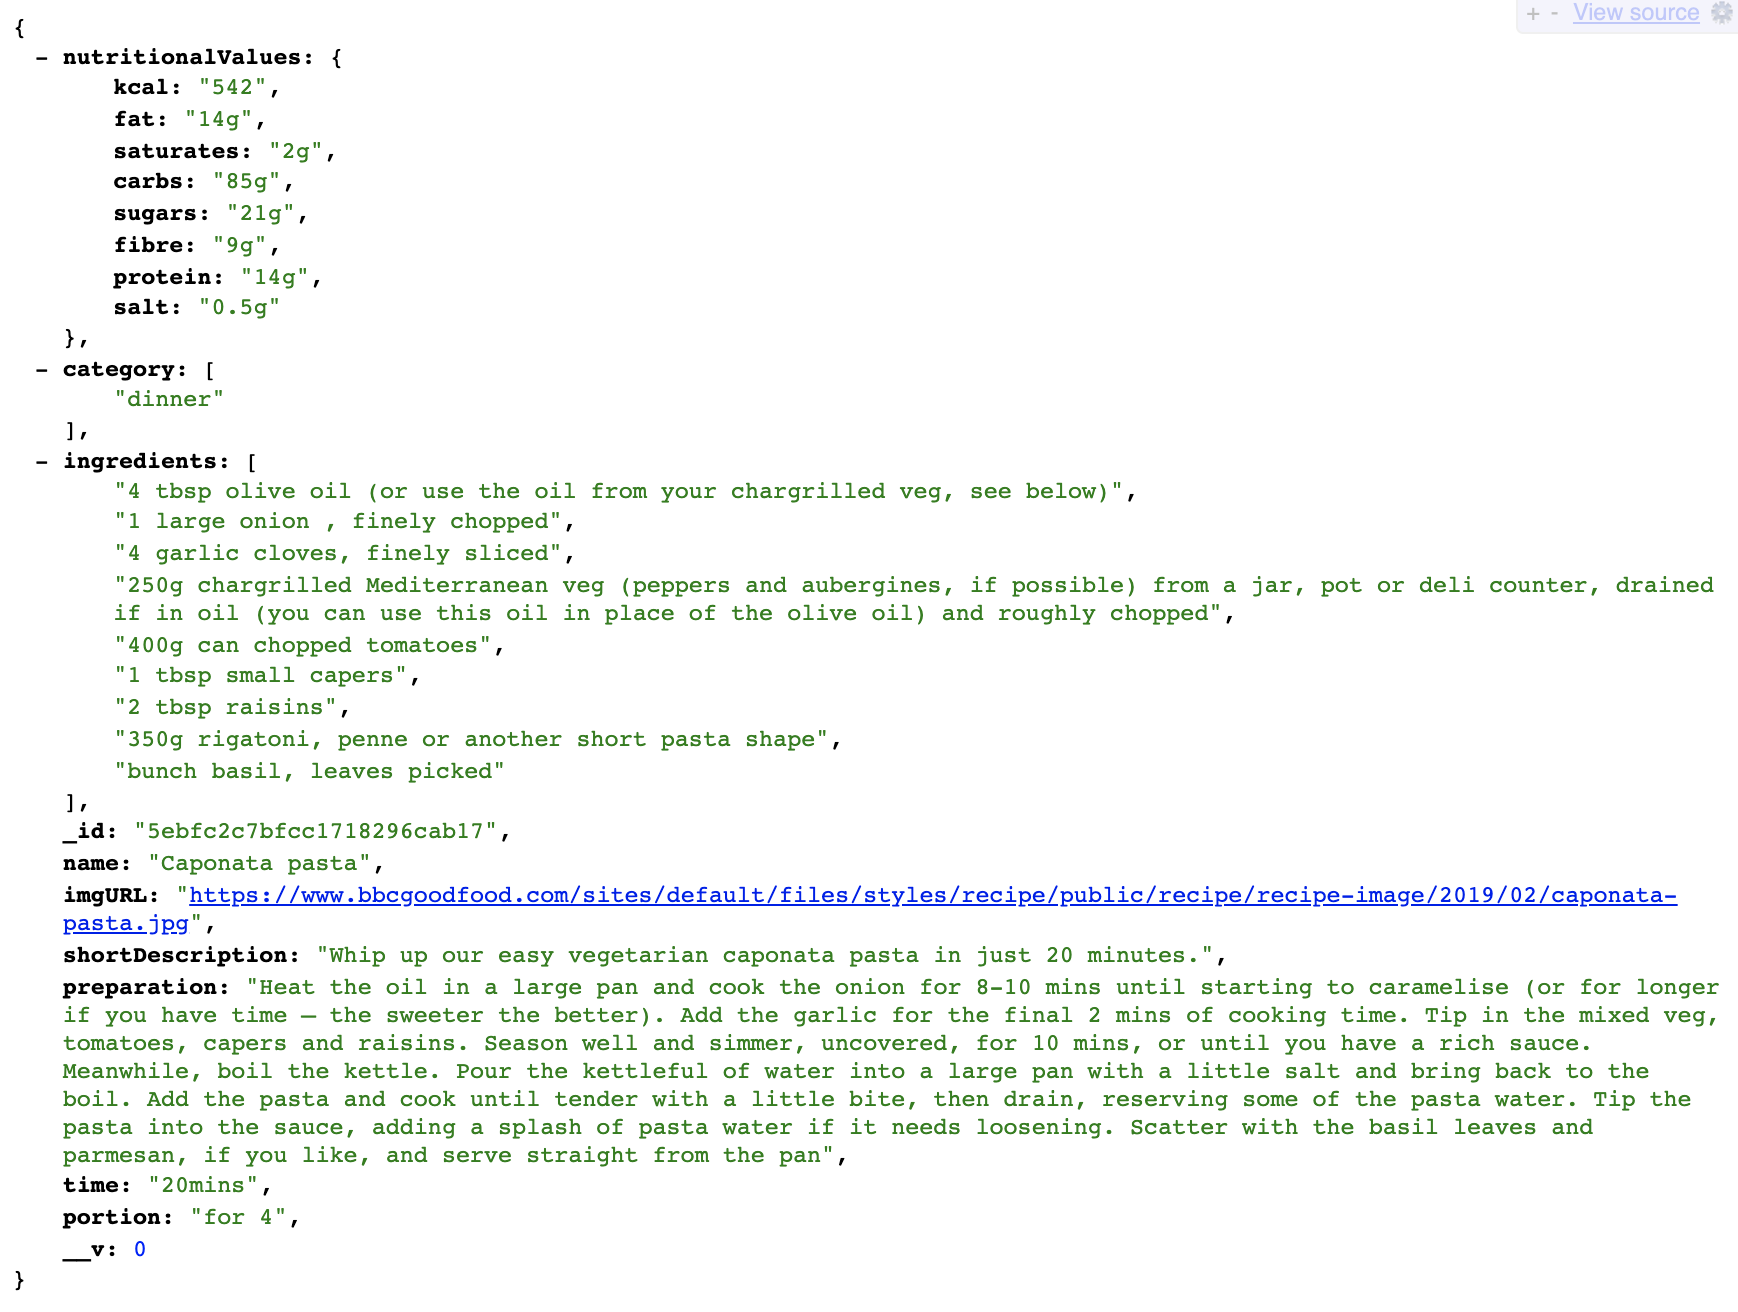 + - View source
{
- nutritionalValues: {
kcal: "542",
fat: "14g",
saturates: "2g",
carbs: "85g",
sugars: "21g",
fibre: "9g",
protein: "14g",
salt: "0.5g"
},
- category: [
"dinner"
],
- ingredients: [
"4 tbsp olive oil (or use the oil from your chargrilled veg, see below)",
"1 large onion , finely chopped",
"4 garlic cloves, finely sliced",
"250g chargrilled Mediterranean veg (peppers and aubergines, if possible) from a jar, pot or deli counter, drained
if in oil (you can use this oil in place of the olive oil) and roughly chopped",
"400g can chopped tomatoes",
"1 tbsp small capers",
"2 tbsp raisins",
"350g rigatoni, penne or another short pasta shape",
"bunch basil, leaves picked"
],
_id: "5ebfc2c7bfcc1718296cab17",
name: "Caponata pasta",
imgURL: "https://www.bbcgoodfood.com/sites/default/files/styles/recipe/public/recipe/recipe-image/2019/02/caponata-
pasta.jpg",
shortDescription: "Whip up our easy vegetarian caponata pasta in just 20 minutes.",
preparation: "Heat the oil in a large pan and cook the onion for 8-10 mins until starting to caramelise (or for longer
if you have time – the sweeter the better). Add the garlic for the final 2 mins of cooking time. Tip in the mixed veg,
tomatoes, capers and raisins. Season well and simmer, uncovered, for 10 mins, or until you have a rich sauce.
Meanwhile, boil the kettle. Pour the kettleful of water into a large pan with a little salt and bring back to the
boil. Add the pasta and cook until tender with a little bite, then drain, reserving some of the pasta water. Tip the
pasta into the sauce, adding a splash of pasta water if it needs loosening. Scatter with the basil leaves and
parmesan, if you like, and serve straight from the pan",
time: "20mins",
portion: "for 4",
__v: 0
}